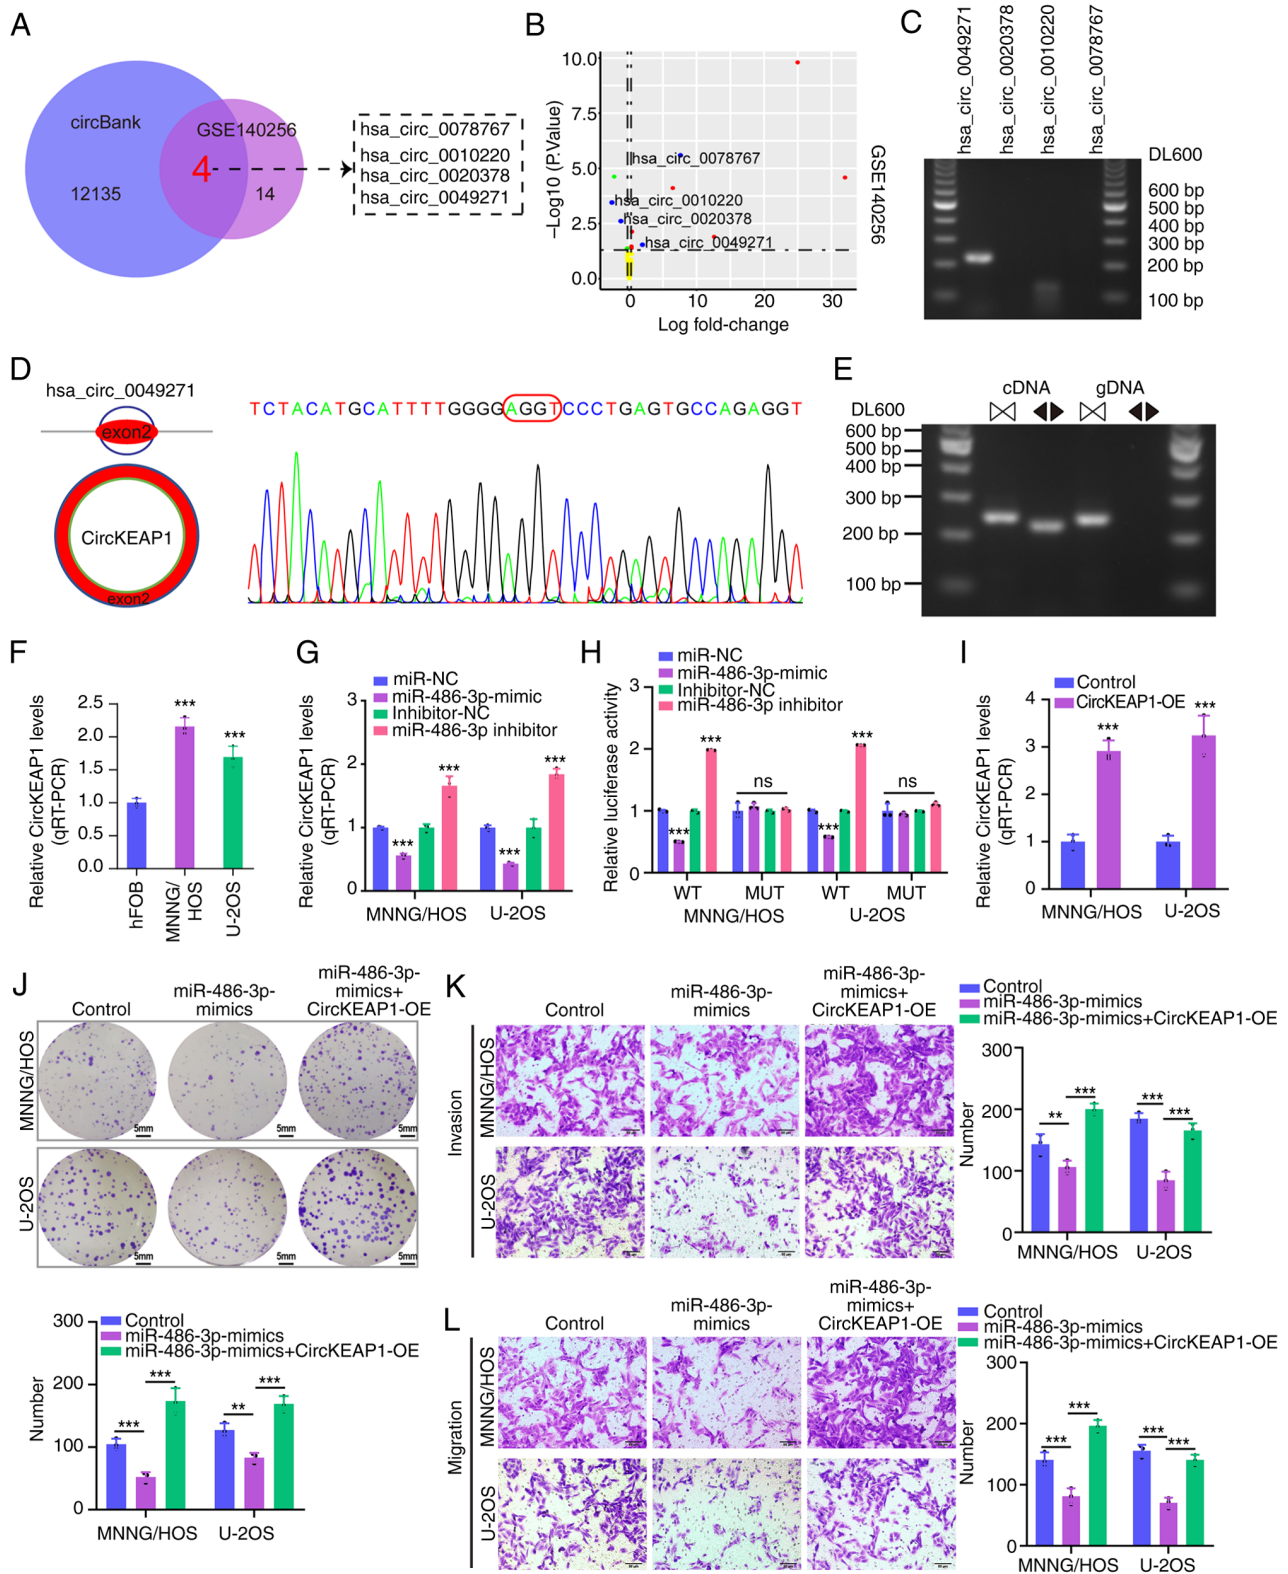 A
circBank
GSE140256
4
12135
14
hsa_circ_0078767
hsa_circ_0010220
hsa_circ_0020378
hsa_circ_0049271
B
−Log10 (P.Value)
10.0
7.5
5.0
2.5
0.0
hsa_circ_0078767
hsa_circ_0010220
hsa_circ_0020378
hsa_circ_0049271
0
10
20
30
Log fold-change
GSE140256
C
hsa_circ_0049271
hsa_circ_0020378
hsa_circ_0010220
hsa_circ_0078767
DL600
600 bp
500 bp
400 bp
300 bp
200 bp
100 bp
D
hsa_circ_0049271
exon2
CircKEAP1
exon2
TCTACATGCATTTTGGGGAGGTCCCTGAGTGCCAGAGGT
E
cDNA
gDNA
DL600
600 bp
500 bp
400 bp
300 bp
200 bp
100 bp
F
Relative CircKEAP1 levels
(qRT-PCR)
2.5
2.0
1.5
1.0
0.5
0.0
***
***
hFOB
MNNG/
HOS
U-2OS
G
miR-NC
miR-486-3p-mimic
Inhibitor-NC
miR-486-3p inhibitor
Relative CircKEAP1 levels
(qRT-PCR)
3
2
1
0
***
***
***
***
MNNG/HOS
U-2OS
H
miR-NC
miR-486-3p-mimic
Inhibitor-NC
miR-486-3p inhibitor
Relative luciferase activity
3
2
1
0
***
***
ns
***
***
ns
WT
MUT
WT
MUT
MNNG/HOS
U-2OS
I
Control
CircKEAP1-OE
Relative CircKEAP1 levels
(qRT-PCR)
4
3
2
1
0
***
***
MNNG/HOS
U-2OS
J
Control
miR-486-3p-
mimics
miR-486-3p-
mimics+
CircKEAP1-OE
MNNG/HOS
5mm
5mm
5mm
U-2OS
5mm
5mm
5mm
Control
miR-486-3p-mimics
miR-486-3p-mimics+CircKEAP1-OE
Number
300
200
100
0
***
***
**
***
MNNG/HOS
U-2OS
K
Control
miR-486-3p-
mimics
miR-486-3p-
mimics+
CircKEAP1-OE
Invasion
MNNG/HOS
U-2OS
Control
miR-486-3p-mimics
miR-486-3p-mimics+CircKEAP1-OE
Number
300
200
100
0
**
***
***
***
MNNG/HOS
U-2OS
L
Control
miR-486-3p-
mimics
miR-486-3p-
mimics+
CircKEAP1-OE
Migration
MNNG/HOS
U-2OS
Control
miR-486-3p-mimics
miR-486-3p-mimics+CircKEAP1-OE
Number
300
200
100
0
***
***
***
***
MNNG/HOS
U-2OS